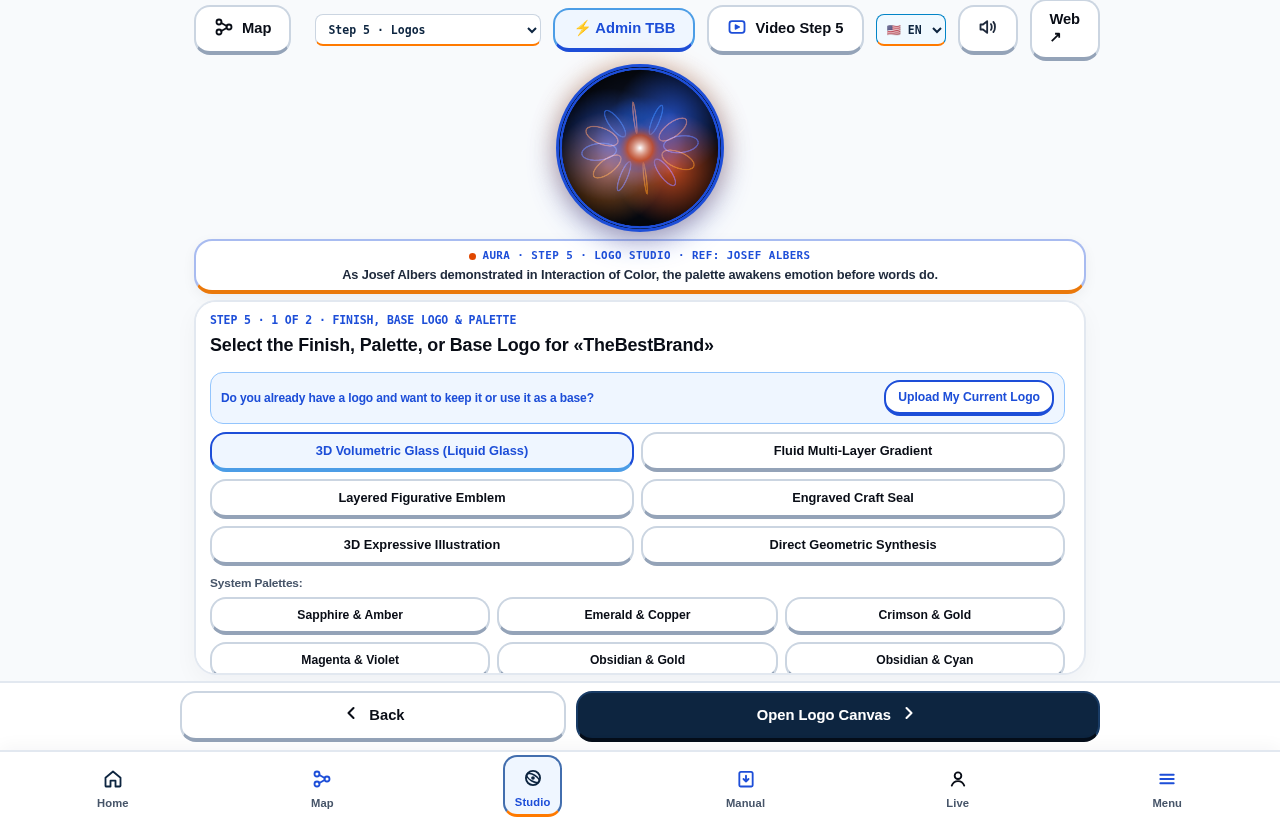 Map
Step 5 · Logos
⚡ Admin TBB
Video Step 5
🇺🇸 EN
Web
↗
AURA · STEP 5 · LOGO STUDIO · REF: JOSEF ALBERS
As Josef Albers demonstrated in Interaction of Color, the palette awakens emotion before words do.
STEP 5 · 1 OF 2 · FINISH, BASE LOGO & PALETTE
Select the Finish, Palette, or Base Logo for «TheBestBrand»
Do you already have a logo and want to keep it or use it as a base?
Upload My Current Logo
3D Volumetric Glass (Liquid Glass)
Fluid Multi-Layer Gradient
Layered Figurative Emblem
Engraved Craft Seal
3D Expressive Illustration
Direct Geometric Synthesis
System Palettes:
Sapphire & Amber
Emerald & Copper
Crimson & Gold
Magenta & Violet
Obsidian & Gold
Obsidian & Cyan
Back
Open Logo Canvas
Home
Map
Studio
Manual
Live
Menu